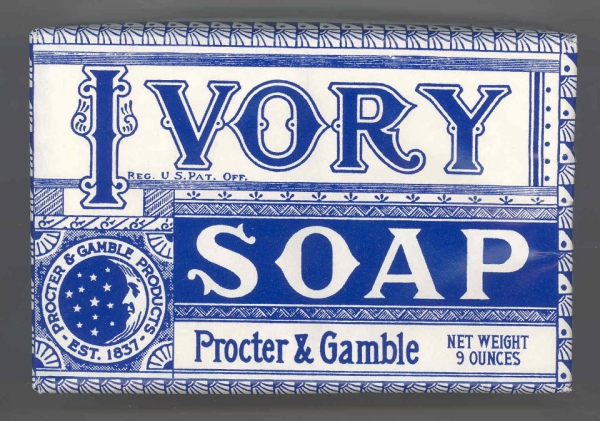 IVORY
REG. U.S. PAT. OFF.
SOAP
PROCTER & GAMBLE PRODUCTS
- EST. 1837 -
Procter & Gamble
NET WEIGHT
9 OUNCES